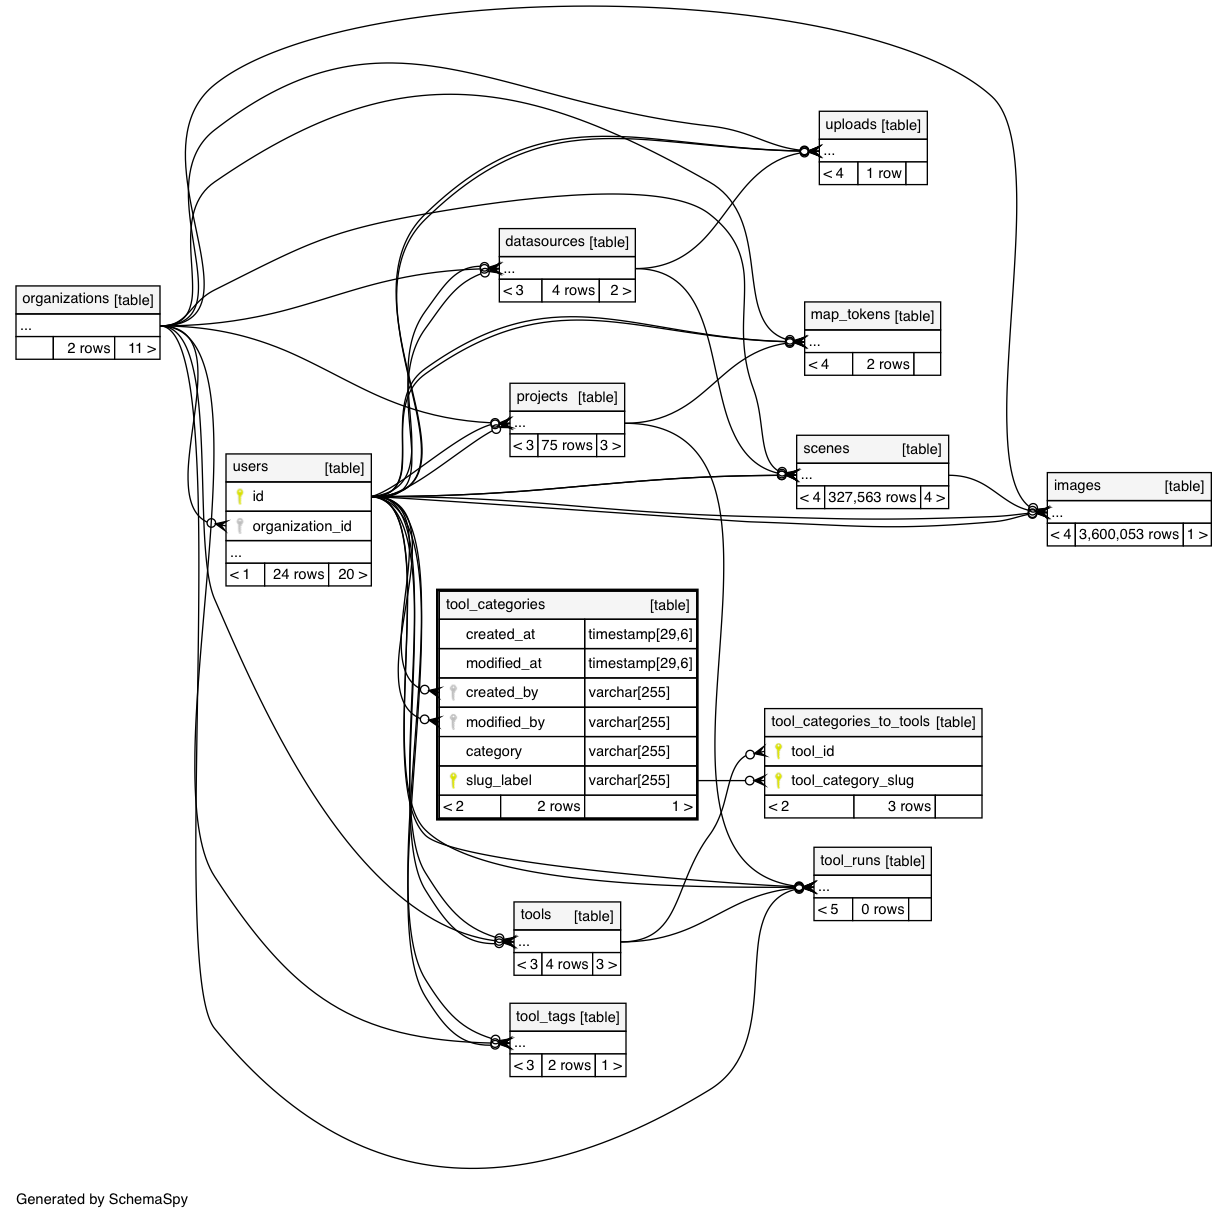 uploads [table]
...
< 4 1 row
datasources [table]
...
< 3 4 rows 2 >
organizations [table]
...
2 rows 11 >
map_tokens [table]
...
< 4 2 rows
projects [table]
...
< 3 75 rows 3 >
scenes [table]
...
< 4 327,563 rows 4 >
users [table]
id
organization_id
...
< 1 24 rows 20 >
images [table]
...
< 4 3,600,053 rows 1 >
tool_categories [table]
created_at timestamp[29,6]
modified_at timestamp[29,6]
created_by varchar[255]
modified_by varchar[255]
category varchar[255]
slug_label varchar[255]
< 2 2 rows 1 >
tool_categories_to_tools [table]
tool_id
tool_category_slug
< 2 3 rows
tool_runs [table]
...
< 5 0 rows
tools [table]
...
< 3 4 rows 3 >
tool_tags [table]
...
< 3 2 rows 1 >
Generated by SchemaSpy